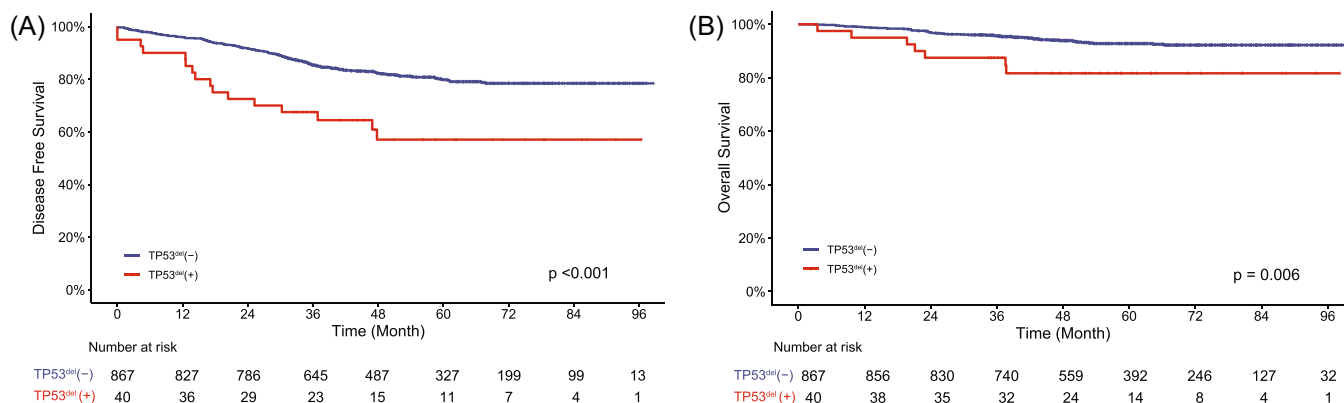 (A)
Disease Free Survival
100%
80%
60%
40%
20%
0%
TP53del(−)
TP53del(+)
p <0.001
0 12 24 36 48 60 72 84 96
Time (Month)
Number at risk
TP53del(−) 867 827 786 645 487 327 199 99 13
TP53del(+) 40 36 29 23 15 11 7 4 1
(B)
Overall Survival
100%
80%
60%
40%
20%
0%
TP53del(−)
TP53del(+)
p = 0.006
0 12 24 36 48 60 72 84 96
Time (Month)
Number at risk
TP53del(−) 867 856 830 740 559 392 246 127 32
TP53del(+) 40 38 35 32 24 14 8 4 1